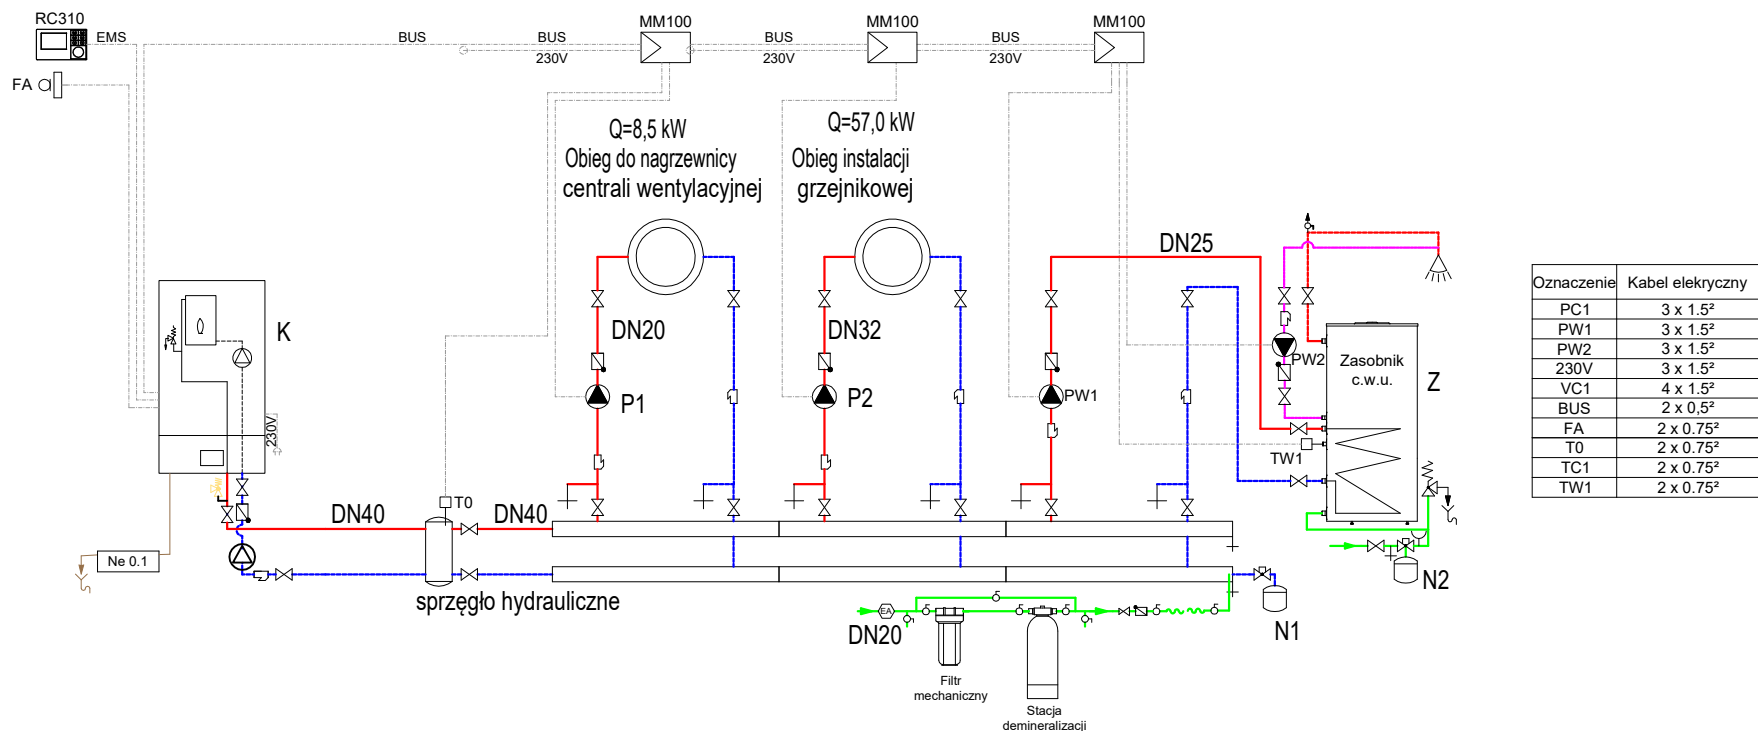 RC310
EMS
BUS
BUS
230V
MM100
BUS
230V
MM100
BUS
230V
MM100
FA
Q=8,5 kW
Obieg do nagrzewnicy
centrali wentylacyjnej
Q=57,0 kW
Obieg instalacji
grzejnikowej
DN25
DN20
DN32
K
P1
P2
PW1
PW2
Zasobnik
c.w.u.
Z
TW1
230V
T0
DN40
DN40
Ne 0.1
sprzęgło hydrauliczne
N1
N2
EA
DN20
Filtr
mechaniczny
Stacja
demineralizacji
Oznaczenie Kabel elekryczny
PC1 3 x 1.5²
PW1 3 x 1.5²
PW2 3 x 1.5²
230V 3 x 1.5²
VC1 4 x 1.5²
BUS 2 x 0,5²
FA 2 x 0.75²
T0 2 x 0.75²
TC1 2 x 0.75²
TW1 2 x 0.75²